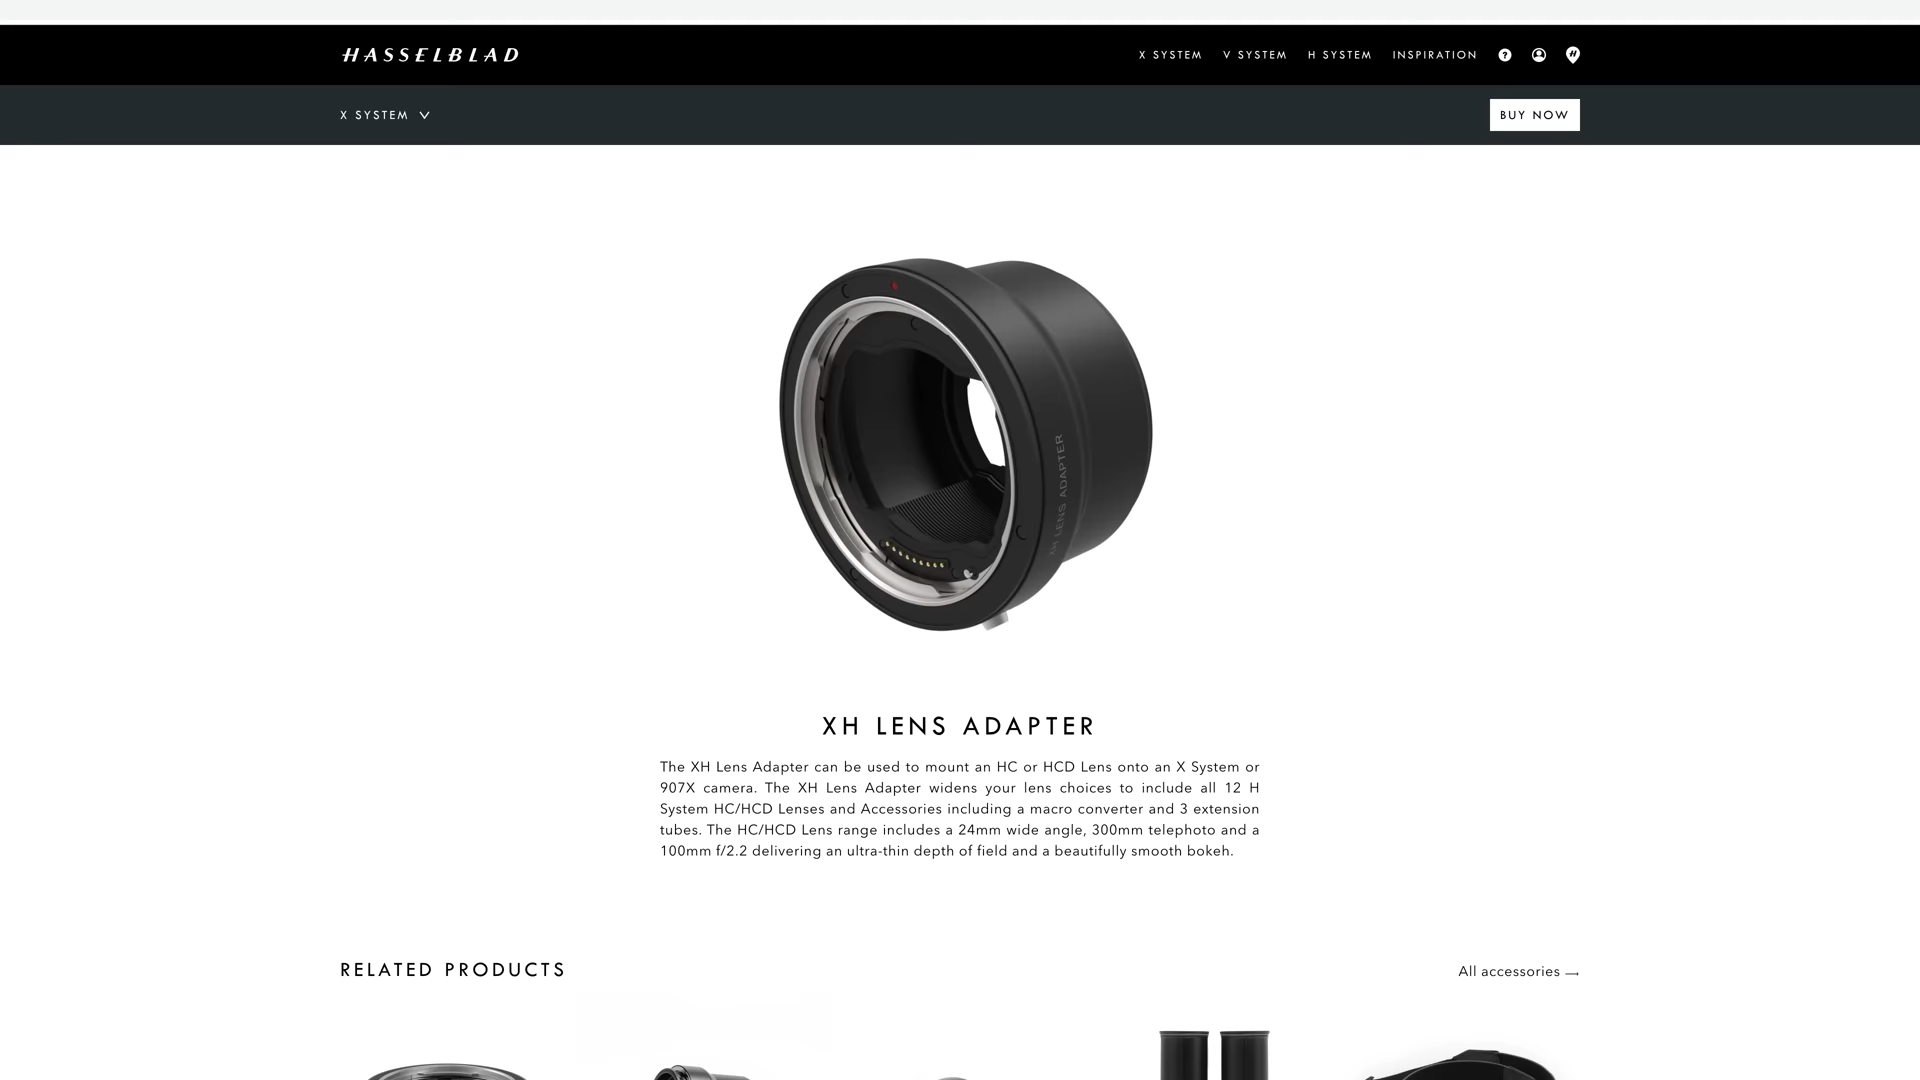 HASSELBLAD
X SYSTEM
V SYSTEM
H SYSTEM
INSPIRATION
X SYSTEM
BUY NOW
XH LENS ADAPTER
XH LENS ADAPTER
The XH Lens Adapter can be used to mount an HC or HCD Lens onto an X System or
907X camera. The XH Lens Adapter widens your lens choices to include all 12 H
System HC/HCD Lenses and Accessories including a macro converter and 3 extension
tubes. The HC/HCD Lens range includes a 24mm wide angle, 300mm telephoto and a
100mm f/2.2 delivering an ultra-thin depth of field and a beautifully smooth bokeh.
RELATED PRODUCTS
All accessories →